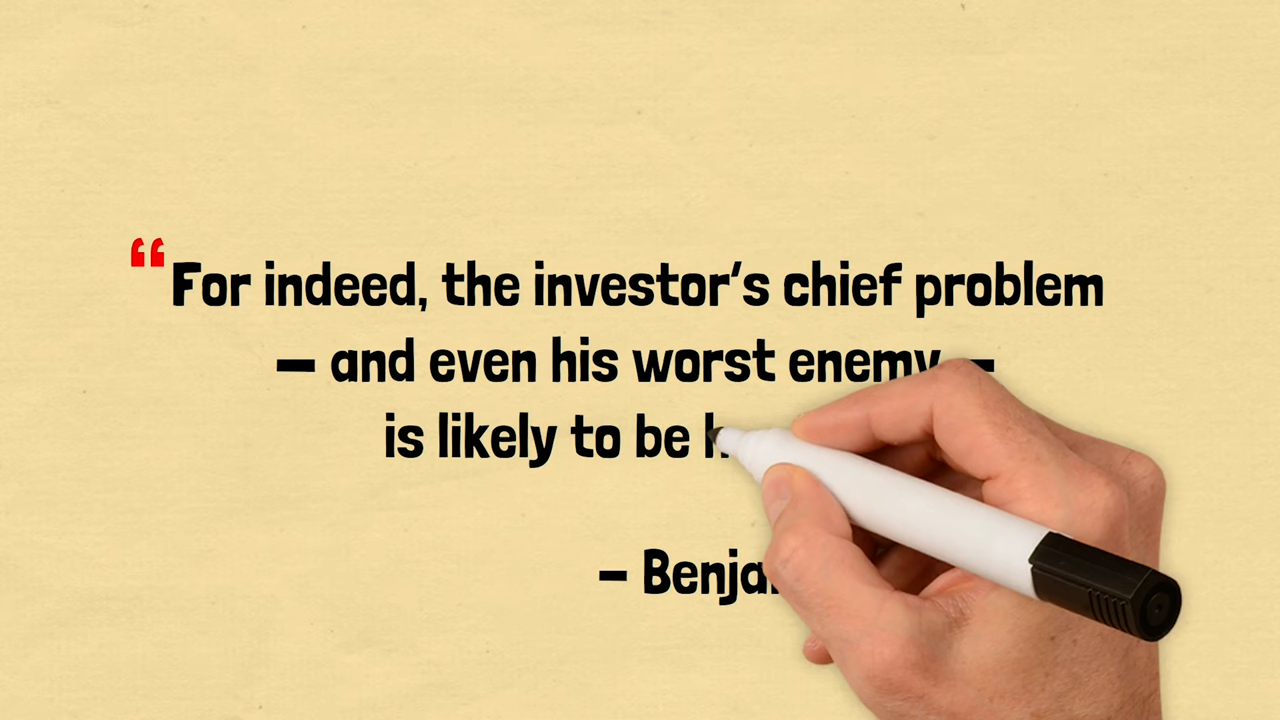 “For indeed, the investor’s chief problem
– and even his worst enemy –
is likely to be
–